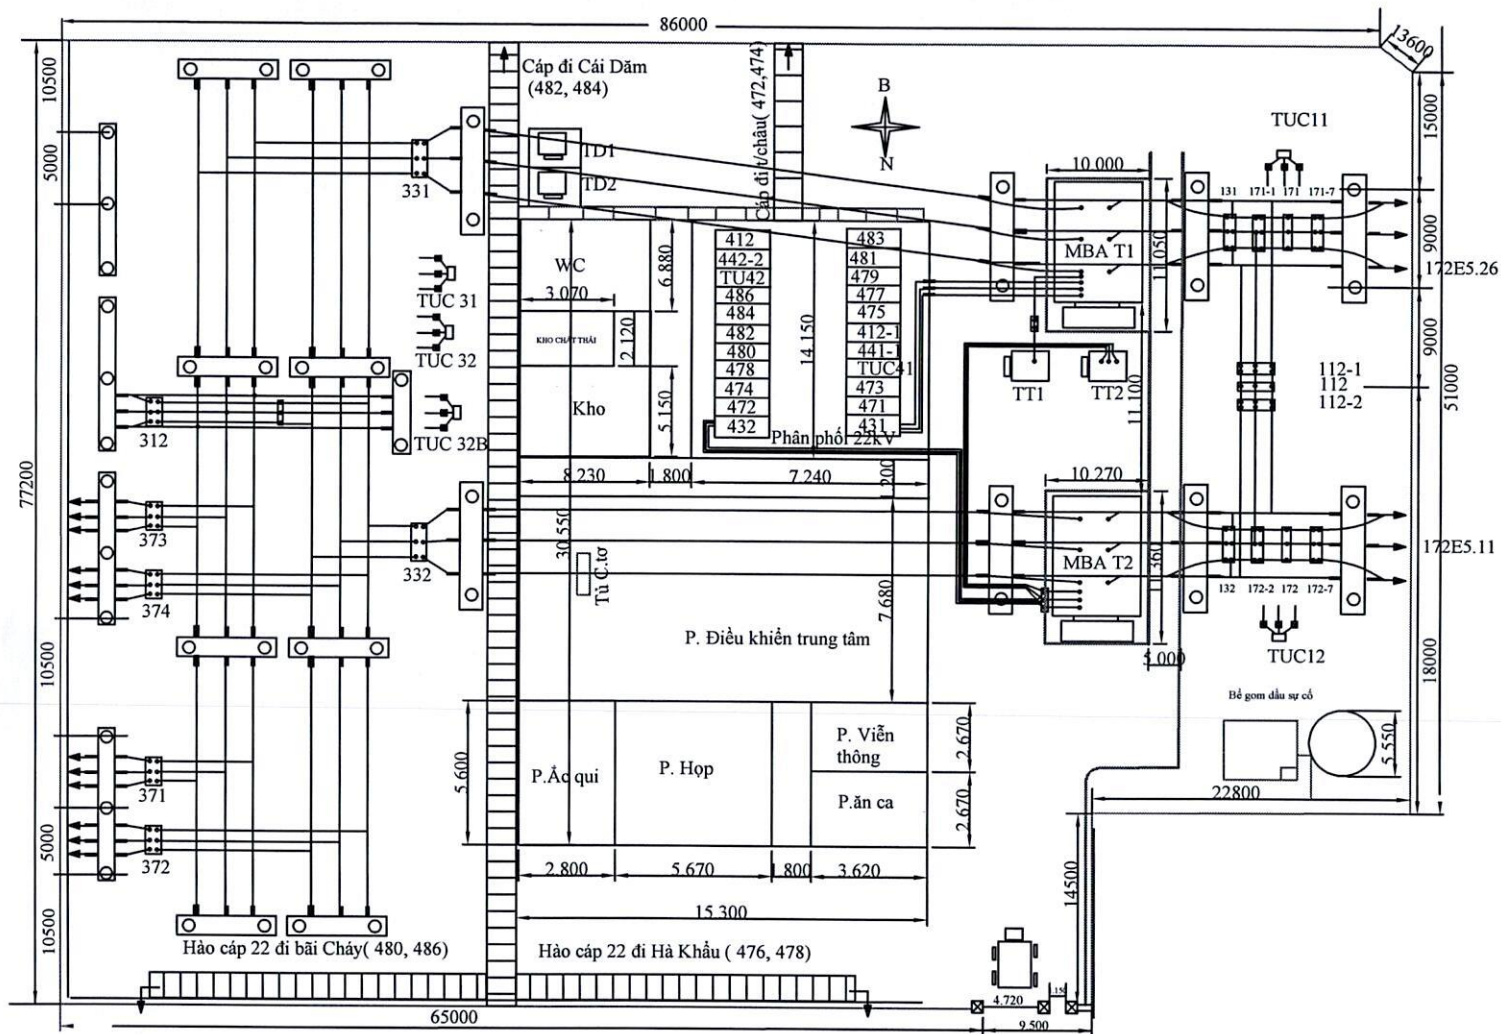 86000
13600
10500
5000
77200
10500
5000
10500
Cáp đi Cái Dăm
(482, 484)
Cáp đi t/châu( 472,474)
B
N
TD1
TD2
331
TUC 31
TUC 32
TUC 32B
312
373
374
332
371
372
WC
3.070
6.880
KHO CHẤT THẢI
2.120
Kho
5.150
14.150
412
442-2
TU42
486
484
482
480
478
474
472
432
483
481
479
477
475
412-1
441-1
TUC41
473
471
431
Phân phối 22kV
8.230
1.800
7.240
200
30.550
Tủ C.tơ
7.680
P. Điều khiển trung tâm
5.600
P.Ắc qui
P. Họp
P. Viễn
thông
P.ăn ca
2.670
2.670
2.800
5.670
1.800
3.620
15.300
10.000
MBA T1
11.050
TT1
TT2
11.100
10.270
MBA T2
11.360
5.000
TUC11
131
171-1
171
171-7
172E5.26
112-1
112
112-2
172E5.11
132
172-2
172
172-7
TUC12
15000
9000
9000
51000
18000
Bể gom dầu sự cố
5.550
22800
14500
Hào cáp 22 đi bãi Cháy( 480, 486)
Hào cáp 22 đi Hà Khẩu ( 476, 478)
65000
4.720
9.500